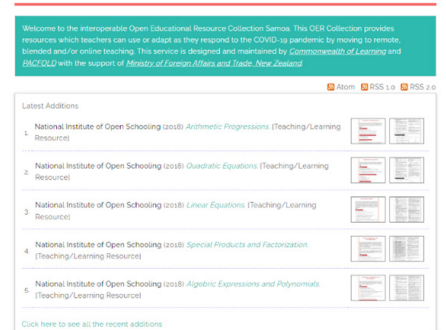 Welcome to the interoperable Open Educational Resource Collection Samoa. This OER Collection provides
resources which teachers can use or adapt as they respond to the COVID-19 pandemic by moving to remote,
blended and/or online teaching. This service is designed and maintained by Commonwealth of Learning and
PACFOLD with the support of Ministry of Foreign Affairs and Trade, New Zealand.
Atom RSS 1.0 RSS 2.0
Latest Additions
1. National Institute of Open Schooling (2018) Arithmetic Progressions. [Teaching/Learning
Resource]
2. National Institute of Open Schooling (2018) Quadratic Equations. [Teaching/Learning
Resource]
3. National Institute of Open Schooling (2018) Linear Equations. [Teaching/Learning
Resource]
4. National Institute of Open Schooling (2018) Special Products and Factorization.
[Teaching/Learning Resource]
5. National Institute of Open Schooling (2018) Algebraic Expressions and Polynomials.
[Teaching/Learning Resource]
Click here to see all the recent additions